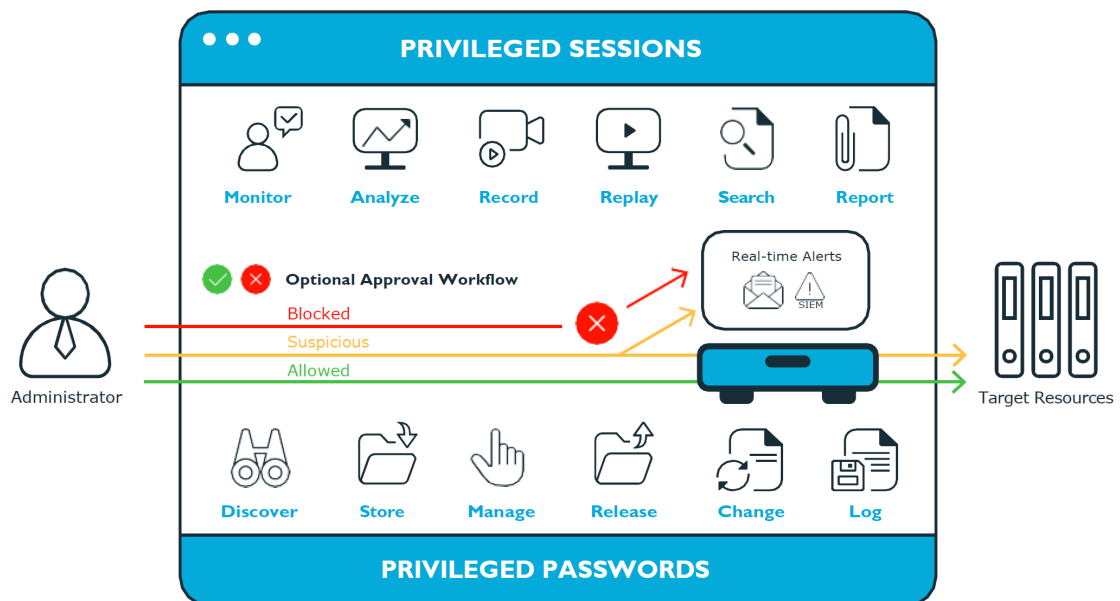 PRIVILEGED SESSIONS
Monitor
Analyze
Record
Replay
Search
Report
Real-time Alerts
SIEM
Optional Approval Workflow
Blocked
Suspicious
Allowed
Administrator
Target Resources
Discover
Store
Manage
Release
Change
Log
PRIVILEGED PASSWORDS